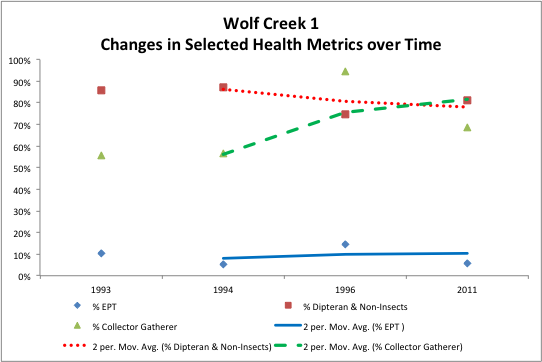 Wolf Creek 1
Changes in Selected Health Metrics over Time
100%
90%
80%
70%
60%
50%
40%
30%
20%
10%
0%
1993 1994 1996 2011
% EPT % Dipteran & Non-Insects
% Collector Gatherer 2 per. Mov. Avg. (% EPT )
2 per. Mov. Avg. (% Dipteran & Non-Insects) 2 per. Mov. Avg. (% Collector Gatherer)